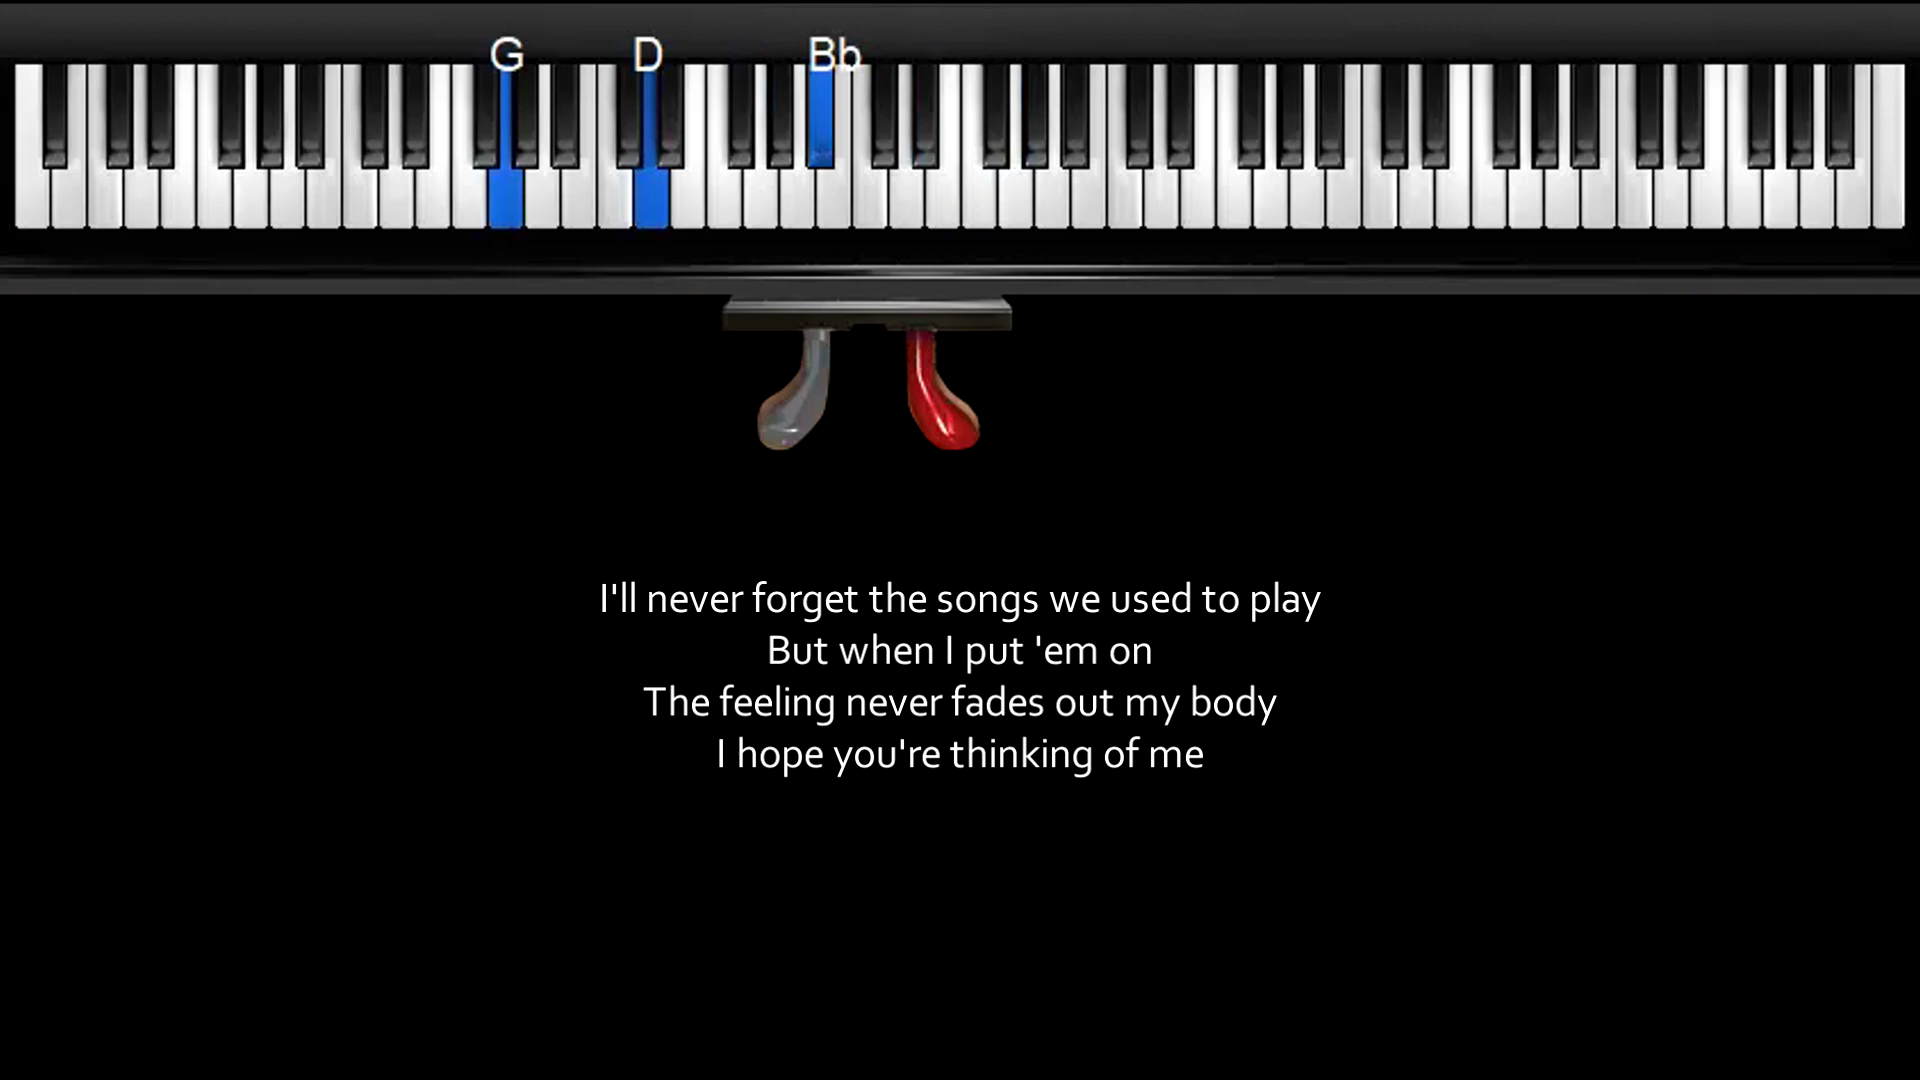 G D Bb
I'll never forget the songs we used to play
But when I put 'em on
The feeling never fades out my body
I hope you're thinking of me